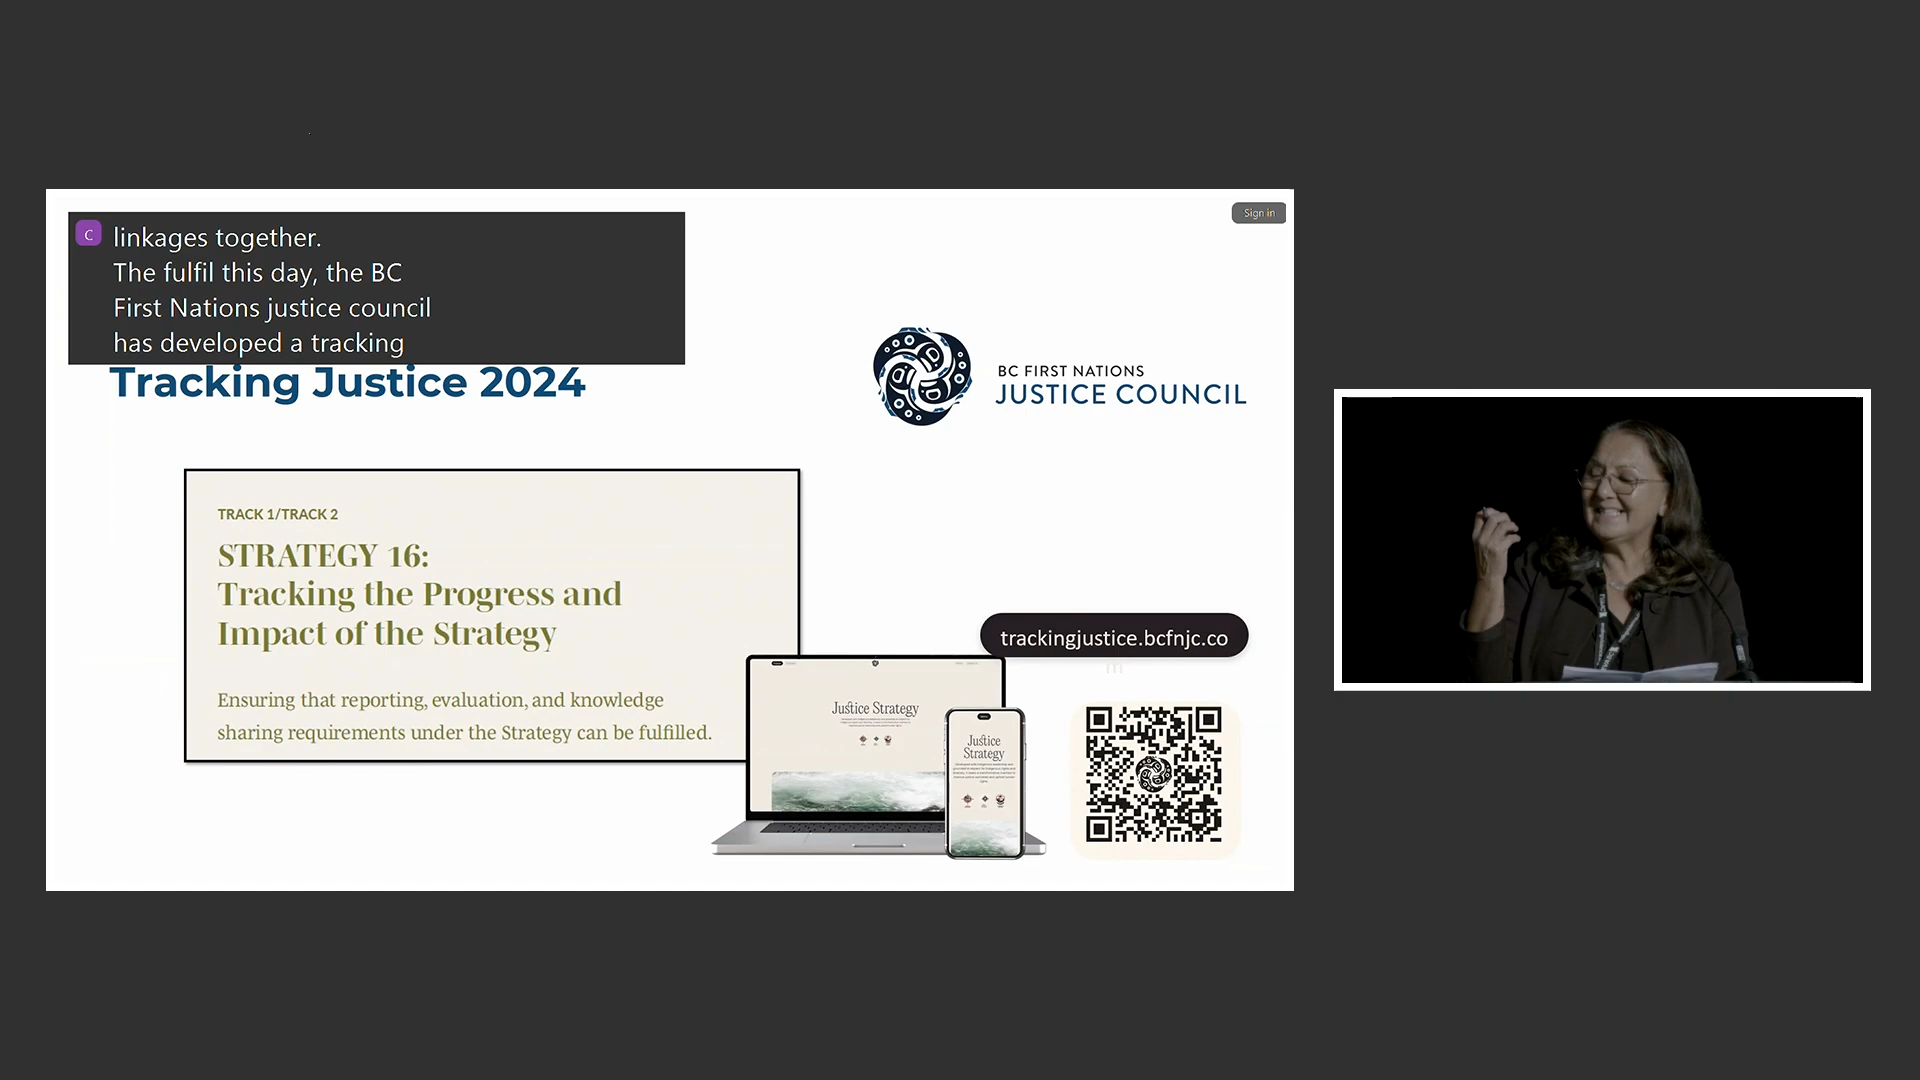 C
linkages together.
The fulfil this day, the BC
First Nations justice council
has developed a tracking
Sign in
Tracking Justice 2024
BC FIRST NATIONS
JUSTICE COUNCIL
TRACK 1/TRACK 2
STRATEGY 16:
Tracking the Progress and
Impact of the Strategy
Ensuring that reporting, evaluation, and knowledge
sharing requirements under the Strategy can be fulfilled.
trackingjustice.bcfnjc.co
m
Justice Strategy
Justice
Strategy